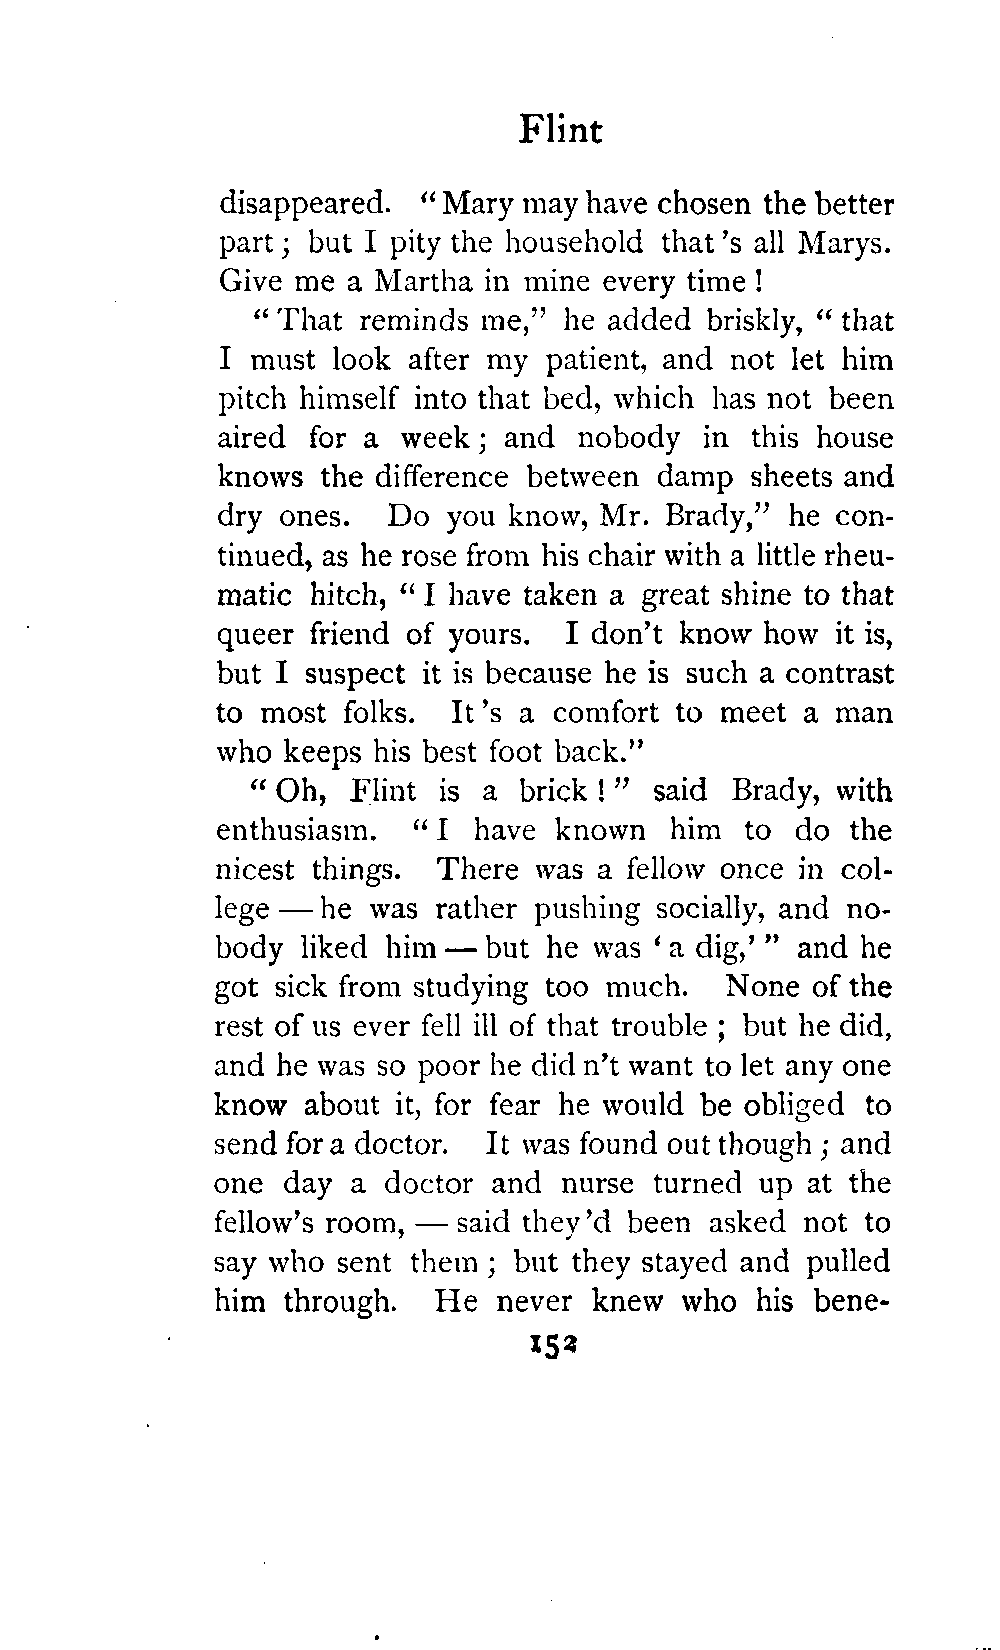 Flint
disappeared. "Mary may have chosen the better
part; but I pity the household that's all Marys.
Give me a Martha in mine every time!
"That reminds me," he added briskly, "that
I must look after my patient, and not let him
pitch himself into that bed, which has not been
aired for a week; and nobody in this house
knows the difference between damp sheets and
dry ones. Do you know, Mr. Brady," he con-
tinued, as he rose from his chair with a little rheu-
matic hitch, "I have taken a great shine to that
queer friend of yours. I don't know how it is,
but I suspect it is because he is such a contrast
to most folks. It's a comfort to meet a man
who keeps his best foot back."
"Oh, Flint is a brick!" said Brady, with
enthusiasm. "I have known him to do the
nicest things. There was a fellow once in col-
lege — he was rather pushing socially, and no-
body liked him — but he was 'a dig,'" and he
got sick from studying too much. None of the
rest of us ever fell ill of that trouble; but he did,
and he was so poor he didn't want to let any one
know about it, for fear he would be obliged to
send for a doctor. It was found out though; and
one day a doctor and nurse turned up at the
fellow's room, — said they'd been asked not to
say who sent them; but they stayed and pulled
him through. He never knew who his bene-
152